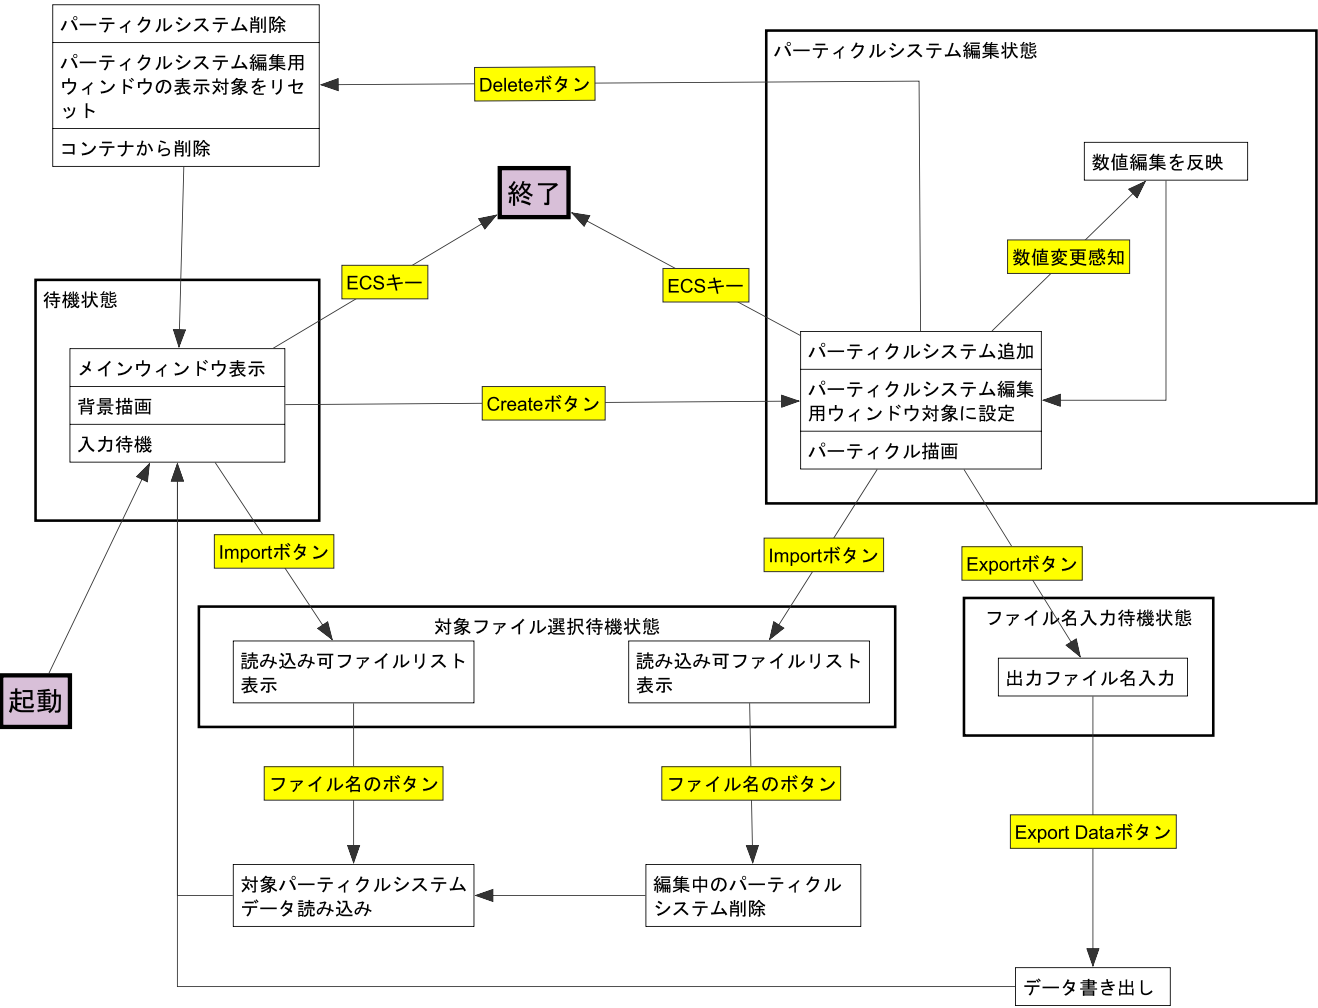 パーティクルシステム削除
パーティクルシステム編集用
ウィンドウの表示対象をリセ
ット
コンテナから削除
Deleteボタン
パーティクルシステム編集状態
数値編集を反映
終了
数値変更感知
ECSキー
ECSキー
待機状態
メインウィンドウ表示
背景描画
入力待機
Createボタン
パーティクルシステム追加
パーティクルシステム編集
用ウィンドウ対象に設定
パーティクル描画
Importボタン
Importボタン
Exportボタン
対象ファイル選択待機状態
読み込み可ファイルリスト
表示
読み込み可ファイルリスト
表示
ファイル名入力待機状態
出力ファイル名入力
起動
ファイル名のボタン
ファイル名のボタン
Export Dataボタン
対象パーティクルシステム
データ読み込み
編集中のパーティクル
システム削除
データ書き出し